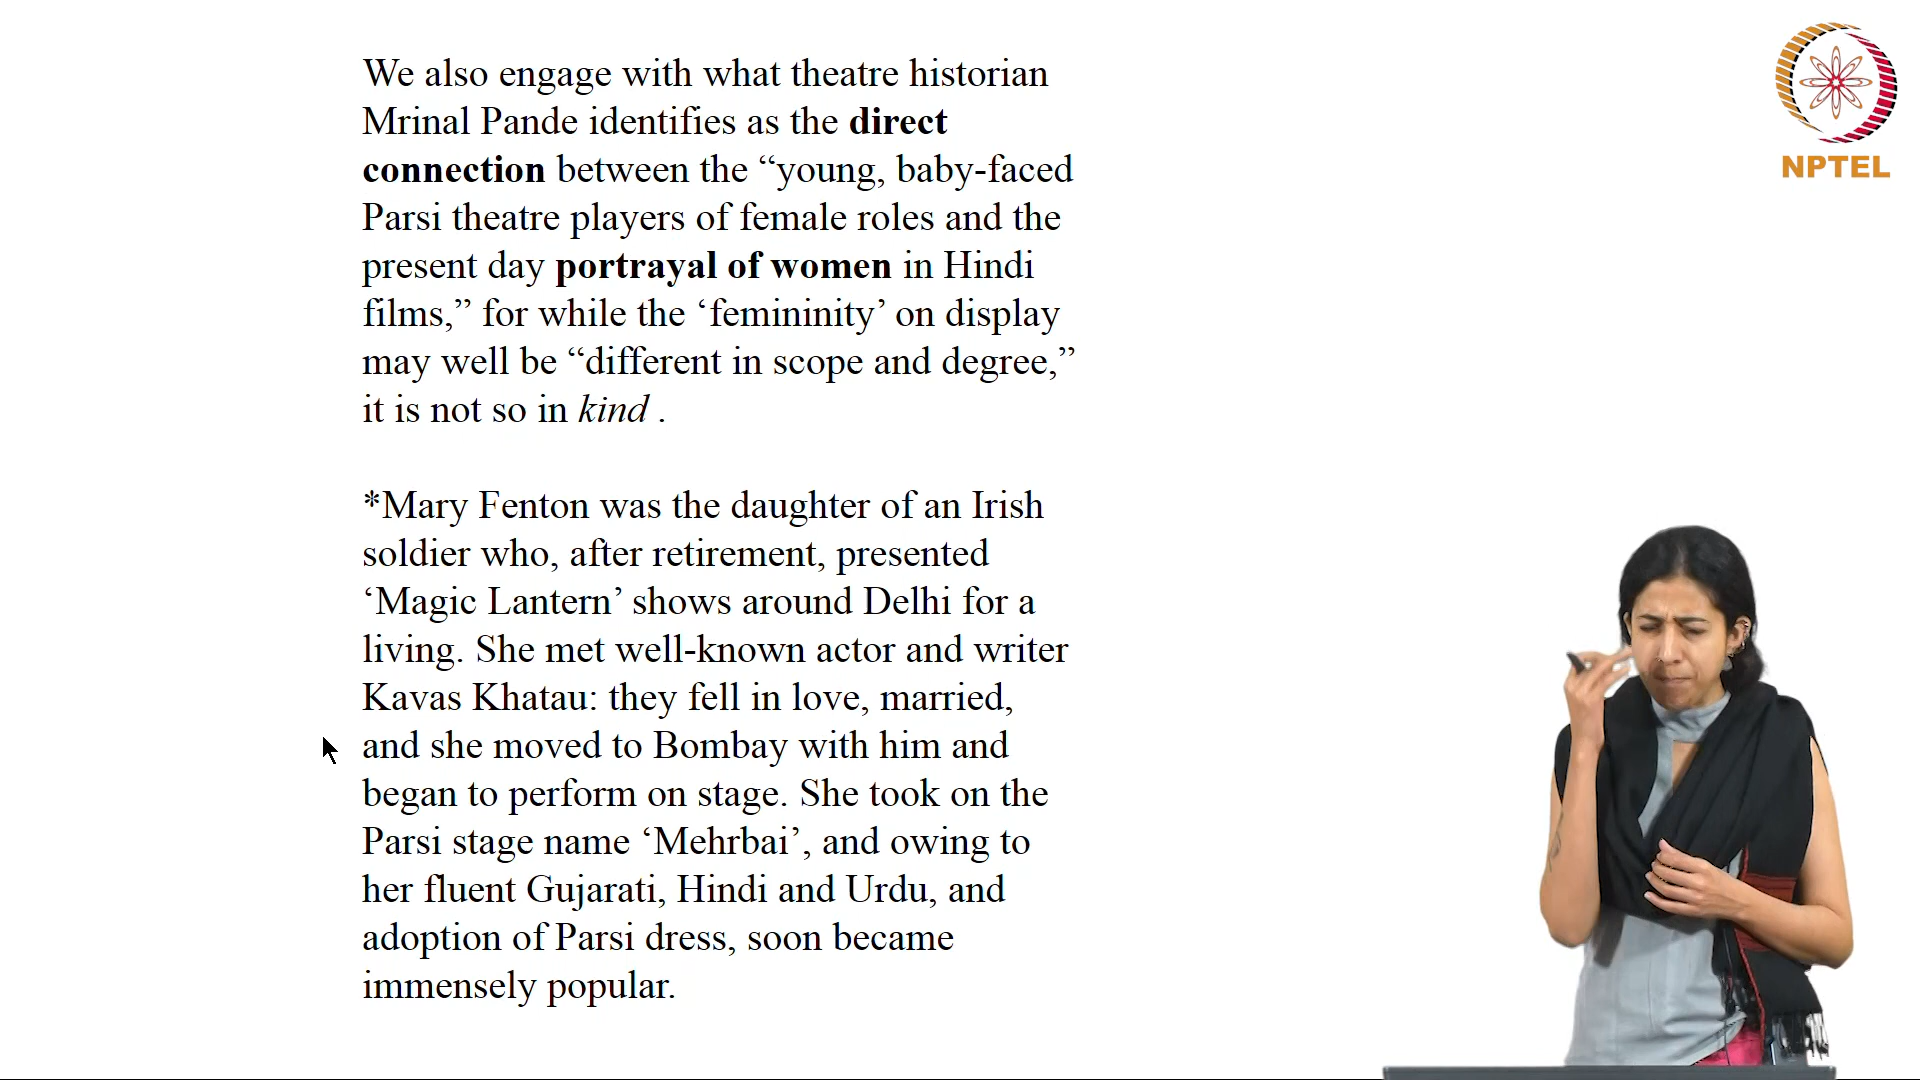 We also engage with what theatre historian
Mrinal Pande identifies as the direct
connection between the “young, baby-faced
Parsi theatre players of female roles and the
present day portrayal of women in Hindi
films,” for while the ‘femininity’ on display
may well be “different in scope and degree,”
it is not so in kind .
*Mary Fenton was the daughter of an Irish
soldier who, after retirement, presented
‘Magic Lantern’ shows around Delhi for a
living. She met well-known actor and writer
Kavas Khatau: they fell in love, married,
and she moved to Bombay with him and
began to perform on stage. She took on the
Parsi stage name ‘Mehrbai’, and owing to
her fluent Gujarati, Hindi and Urdu, and
adoption of Parsi dress, soon became
immensely popular.
NPTEL